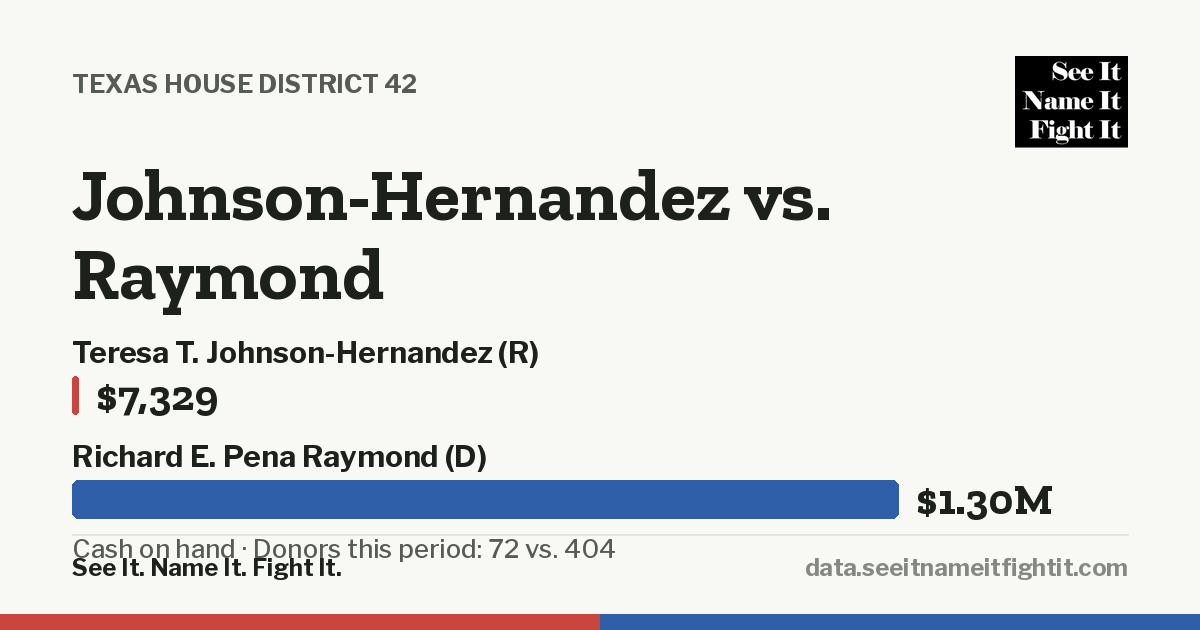 TEXAS HOUSE DISTRICT 42
See It
Name It
Fight It
Johnson-Hernandez vs.
Raymond
Teresa T. Johnson-Hernandez (R)
$7,329
Richard E. Pena Raymond (D)
$1.30M
Cash on hand · Donors this period: 72 vs. 404
See It. Name It. Fight It.
data.seeitnameitfightit.com